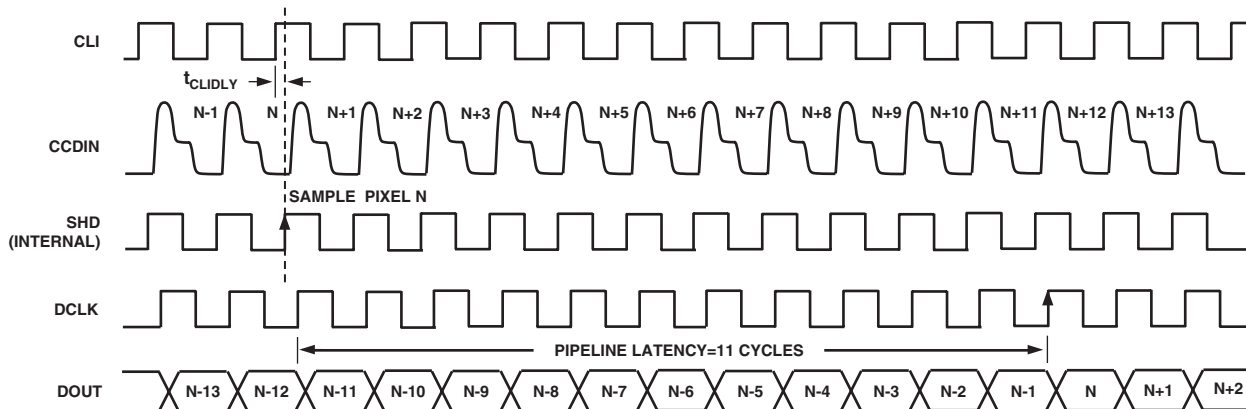 CLI
tCLIDLY
N-1 N N+1 N+2 N+3 N+4 N+5 N+6 N+7 N+8 N+9 N+10 N+11 N+12 N+13
CCDIN
SAMPLE PIXEL N
SHD
(INTERNAL)
DCLK
PIPELINE LATENCY=11 CYCLES
DOUT N-13 N-12 N-11 N-10 N-9 N-8 N-7 N-6 N-5 N-4 N-3 N-2 N-1 N N+1 N+2